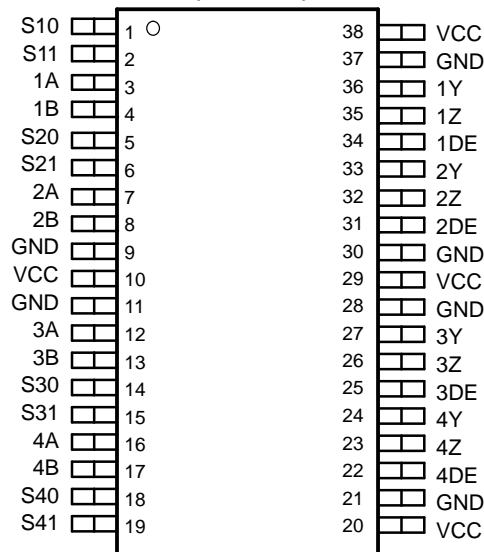 S10 1 38 VCC
S11 2 37 GND
1A 3 36 1Y
1B 4 35 1Z
S20 5 34 1DE
S21 6 33 2Y
2A 7 32 2Z
2B 8 31 2DE
GND 9 30 GND
VCC 10 29 VCC
GND 11 28 GND
3A 12 27 3Y
3B 13 26 3Z
S30 14 25 3DE
S31 15 24 4Y
4A 16 23 4Z
4B 17 22 4DE
S40 18 21 GND
S41 19 20 VCC